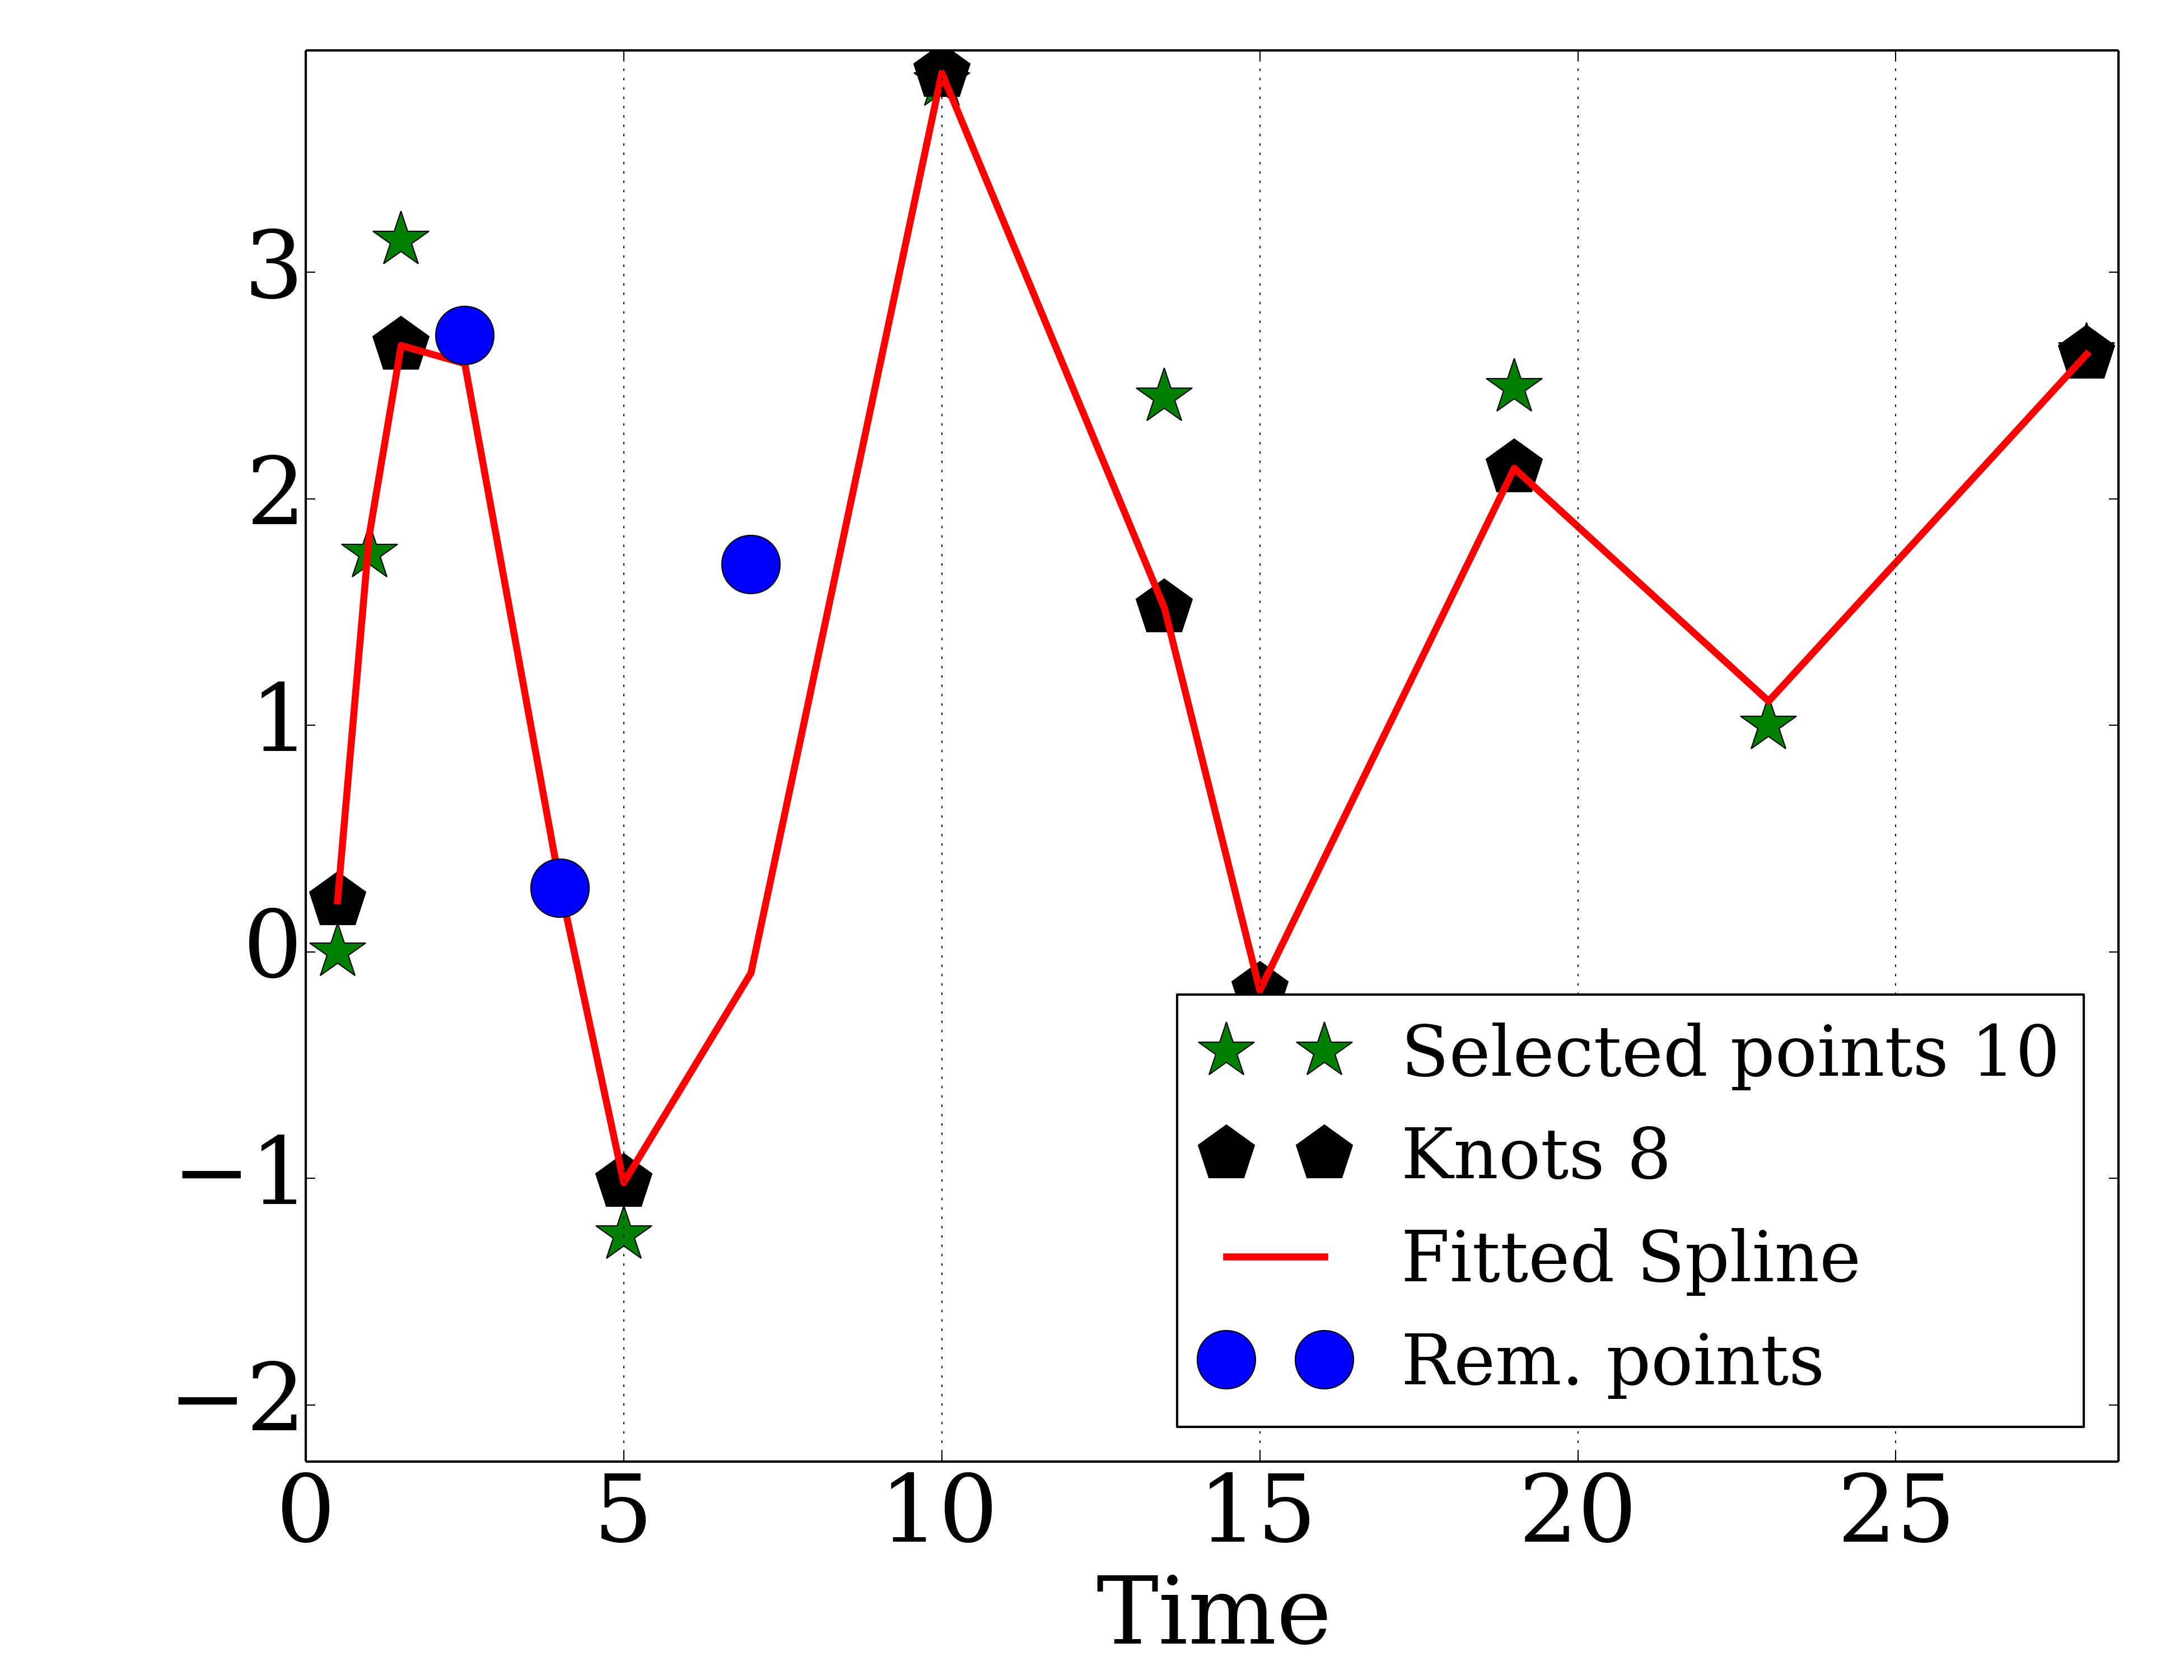 3
2
1
0
−1
−2
Selected points 10
Knots 8
Fitted Spline
Rem. points
0 5 10 15 20 25
Time